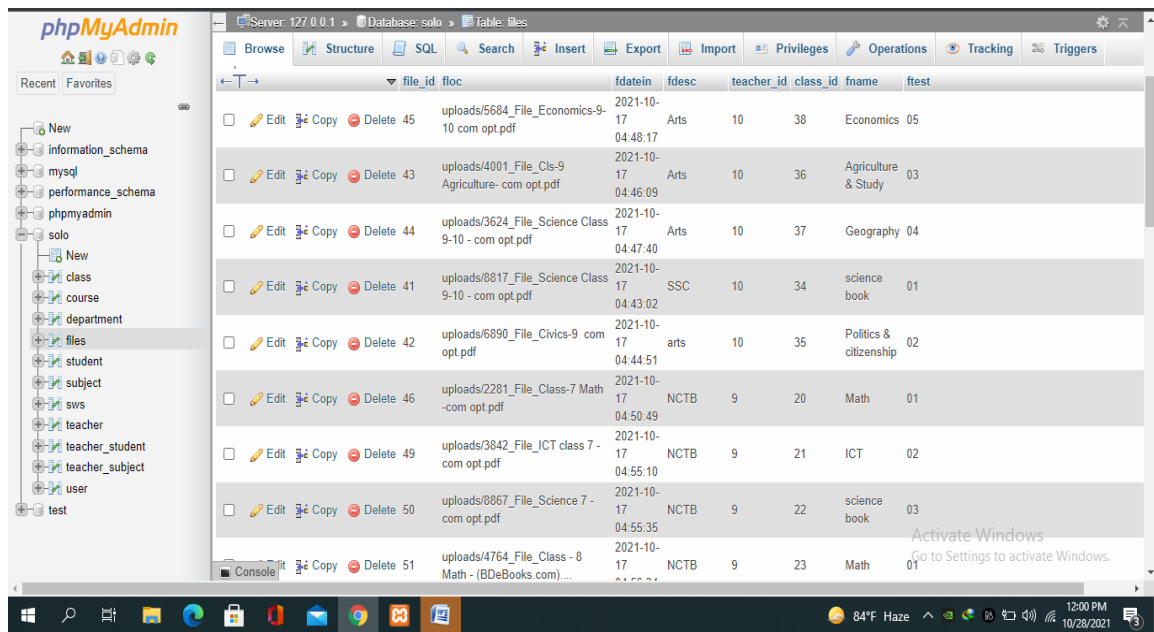 phpMyAdmin
Recent Favorites
New
information_schema
mysql
performance_schema
phpmyadmin
solo
New
class
course
department
files
student
subject
sws
teacher
teacher_student
teacher_subject
user
test
Server: 127.0.0.1 » Database: solo » Table: files
Browse Structure SQL Search Insert Export Import Privileges Operations Tracking Triggers
←T→ file_id floc fdatein fdesc teacher_id class_id fname ftest
Edit Copy Delete 45 uploads/5684_File_Economics-9-10 com opt.pdf 2021-10-17 04:48:17 Arts 10 38 Economics 05
Edit Copy Delete 43 uploads/4001_File_Cls-9 Agriculture- com opt.pdf 2021-10-17 04:46:09 Arts 10 36 Agriculture & Study 03
Edit Copy Delete 44 uploads/3624_File_Science Class 9-10 - com opt.pdf 2021-10-17 04:47:40 Arts 10 37 Geography 04
Edit Copy Delete 41 uploads/8817_File_Science Class 9-10 - com opt.pdf 2021-10-17 04:43:02 SSC 10 34 science book 01
Edit Copy Delete 42 uploads/6890_File_Civics-9 com opt.pdf 2021-10-17 04:44:51 arts 10 35 Politics & citizenship 02
Edit Copy Delete 46 uploads/2281_File_Class-7 Math -com opt.pdf 2021-10-17 04:50:49 NCTB 9 20 Math 01
Edit Copy Delete 49 uploads/3842_File_ICT class 7 - com opt.pdf 2021-10-17 04:55:10 NCTB 9 21 ICT 02
Edit Copy Delete 50 uploads/8867_File_Science 7 - com opt.pdf 2021-10-17 04:55:35 NCTB 9 22 science book 03
Copy Delete 51 uploads/4764_File_Class - 8 Math - (BDeBooks.com).... 2021-10-17 NCTB 9 23 Math 01
Console
Activate Windows
Go to Settings to activate Windows.
84°F Haze
12:00 PM
10/28/2021
3